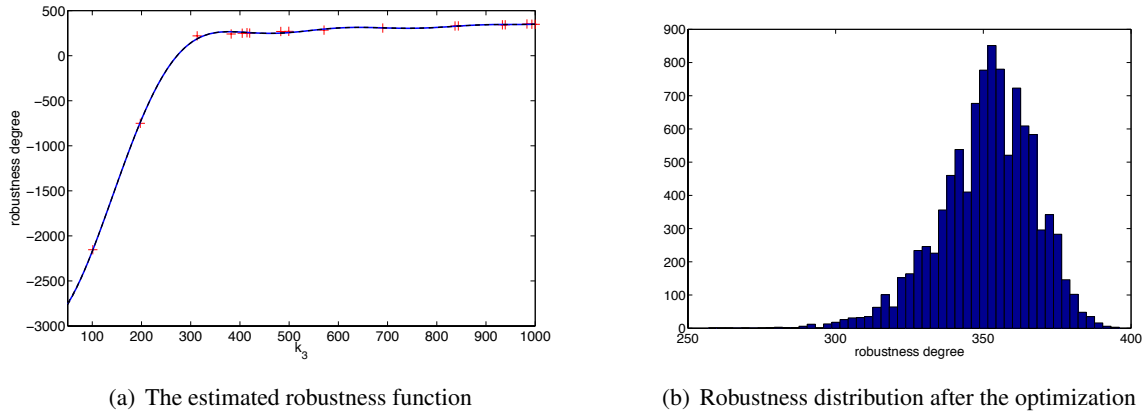 500
0
−500
−1000
−1500
−2000
−2500
−3000
robustness degree
100 200 300 400 500 600 700 800 900 1000
k3
(a) The estimated robustness function
900
800
700
600
500
400
300
200
100
0
250 300 350 400
robustness degree
(b) Robustness distribution after the optimization